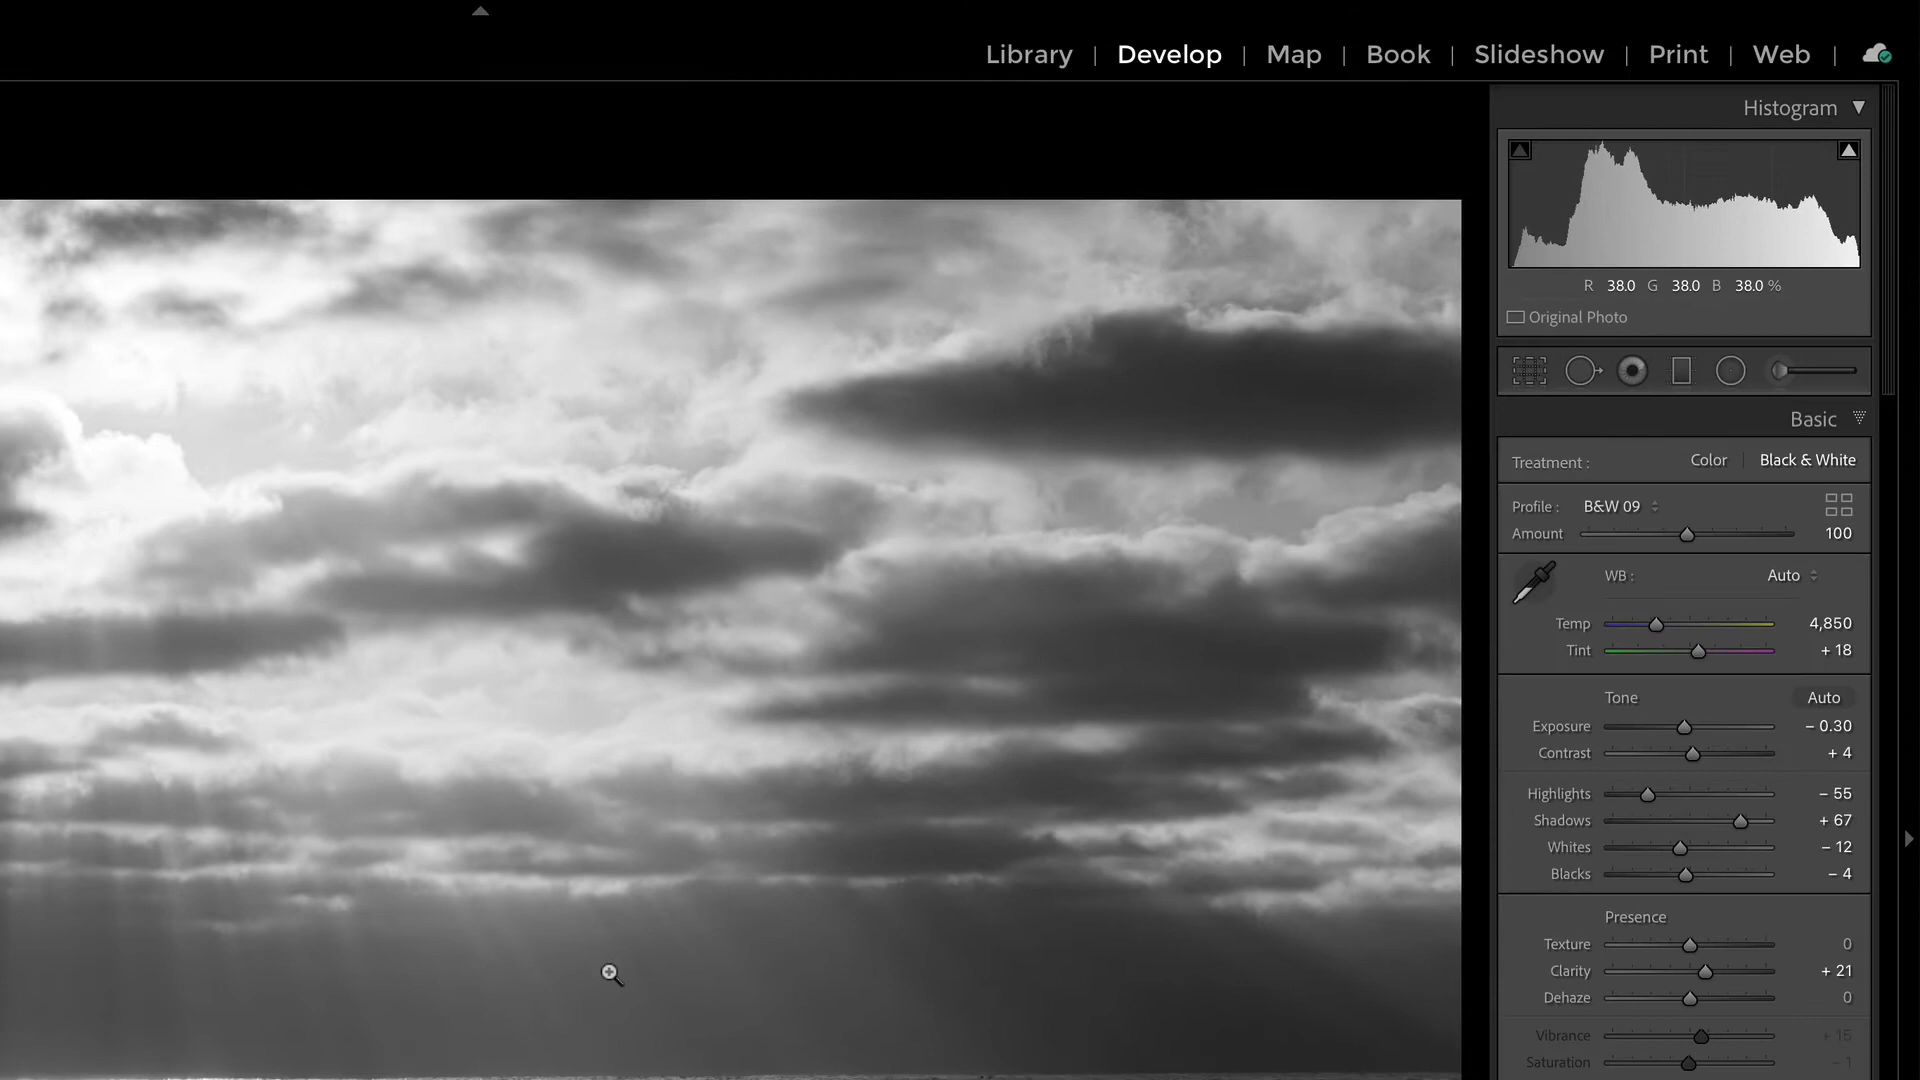 Library | Develop | Map | Book | Slideshow | Print | Web |
Histogram
R 38.0 G 38.0 B 38.0 %
Original Photo
Basic
Treatment : Color | Black & White
Profile : B&W 09
Amount 100
WB : Auto
Temp 4,850
Tint + 18
Tone Auto
Exposure – 0.30
Contrast + 4
Highlights – 55
Shadows + 67
Whites – 12
Blacks – 4
Presence
Texture 0
Clarity + 21
Dehaze 0
Vibrance + 15
Saturation – 1